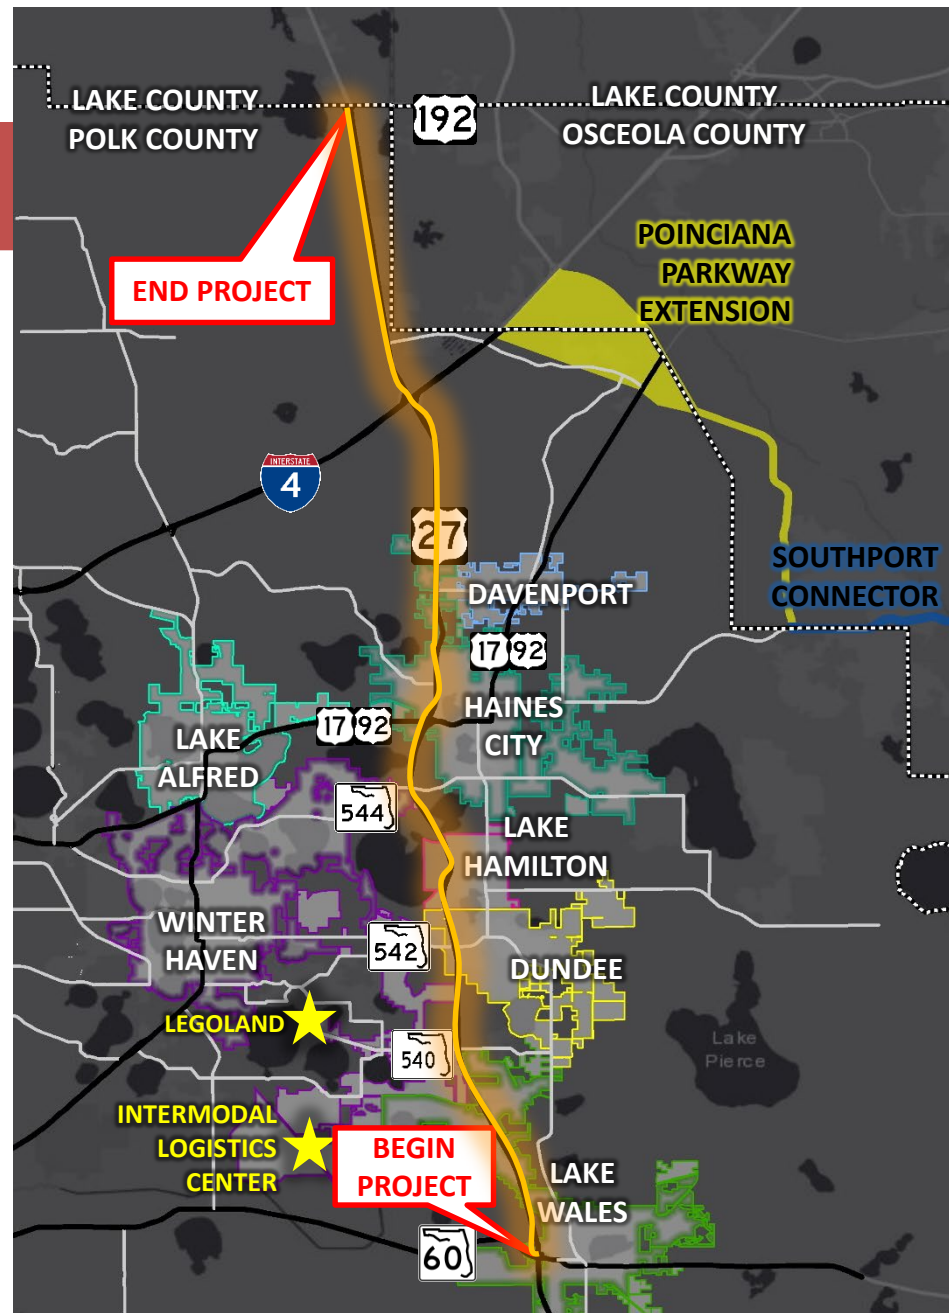 LAKE COUNTY
POLK COUNTY
192
LAKE COUNTY
OSCEOLA COUNTY
POINCIANA
PARKWAY
EXTENSION
END PROJECT
INTERSTATE
4
27
SOUTHPORT
CONNECTOR
DAVENPORT
17 92
HAINES
CITY
17 92
LAKE
ALFRED
544
LAKE
HAMILTON
WINTER
HAVEN
542
DUNDEE
LEGOLAND
540
Lake
Pierce
INTERMODAL
LOGISTICS
CENTER
BEGIN
PROJECT
LAKE
WALES
60